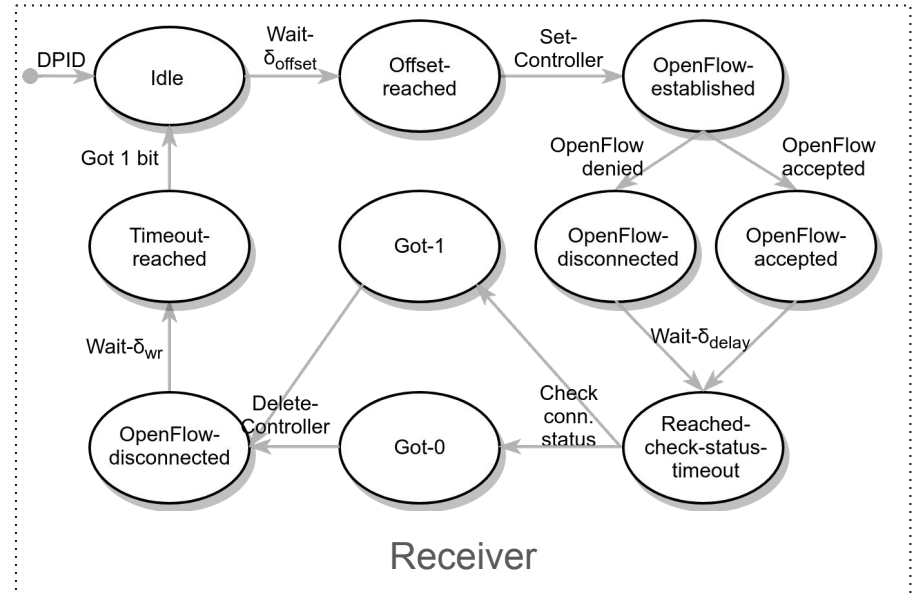 DPID
Idle
Wait-
δoffset
Offset-
reached
Set-
Controller
OpenFlow-
established
OpenFlow
denied
OpenFlow
accepted
Got 1 bit
Timeout-
reached
Got-1
OpenFlow-
disconnected
OpenFlow-
accepted
Wait-δwr
Wait-δdelay
OpenFlow-
disconnected
Delete-
Controller
Got-0
Check
conn.
status
Reached-
check-status-
timeout
Receiver